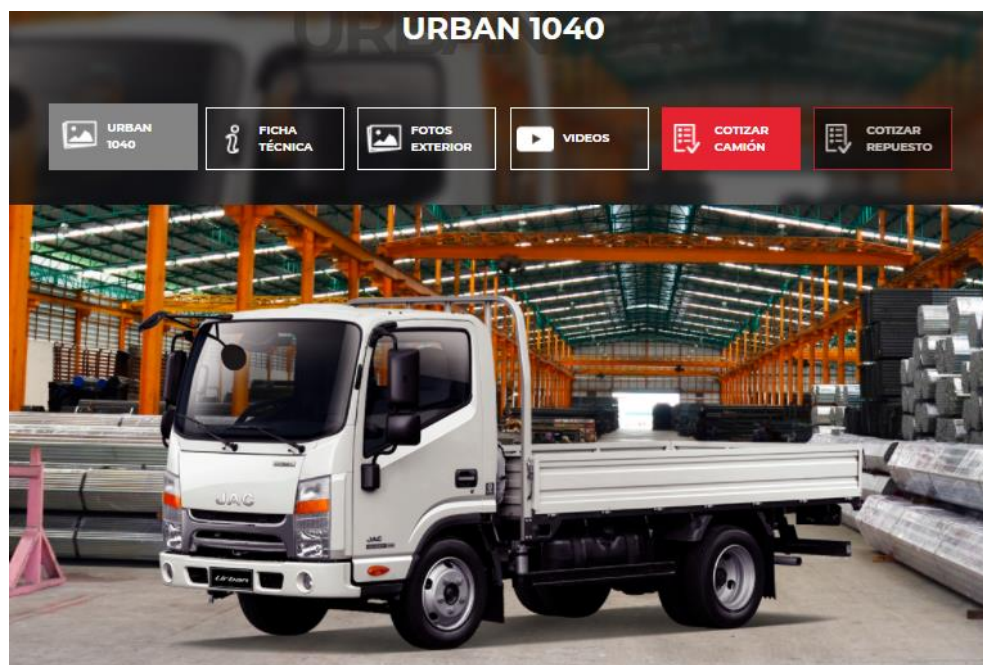 URBAN 1040
URBAN
1040
FICHA
TÉCNICA
FOTOS
EXTERIOR
VIDEOS
COTIZAR
CAMIÓN
COTIZAR
REPUESTO
JAC
JAC
Urban